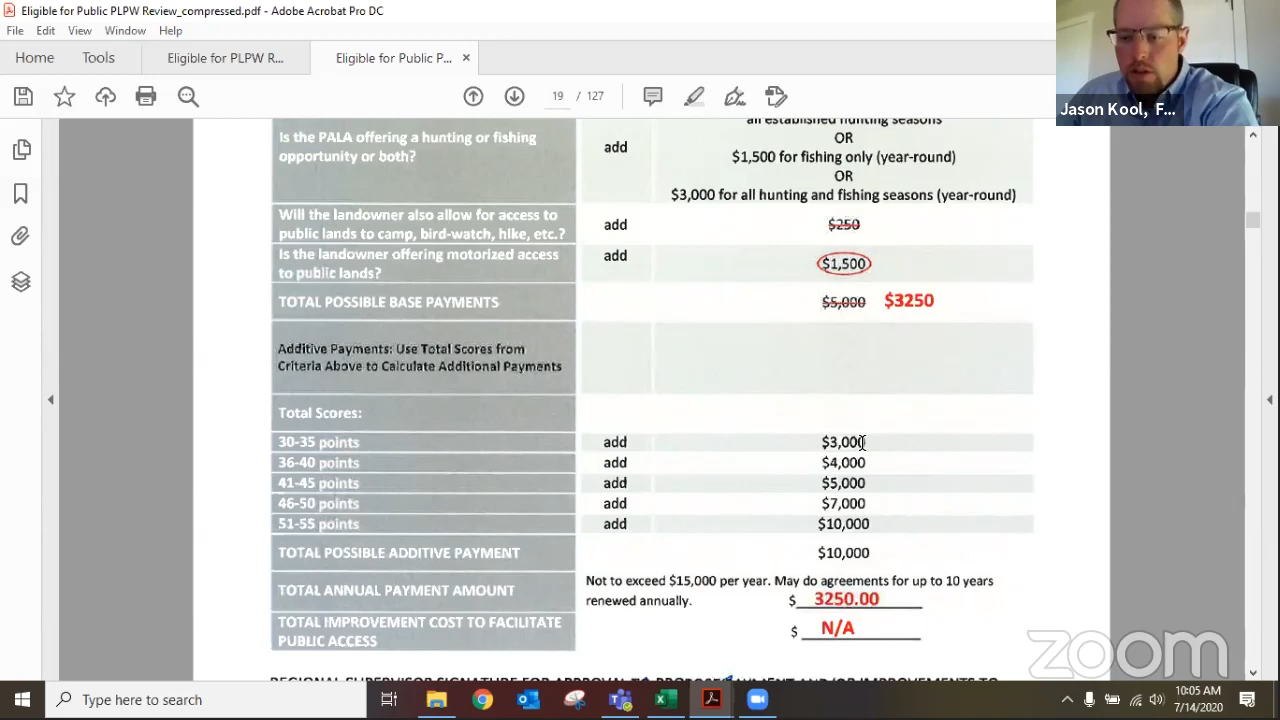 Eligible for Public PLPW Review_compressed.pdf - Adobe Acrobat Pro DC
File Edit View Window Help
Home Tools Eligible for PLPW R... Eligible for Public P... ×
19 / 127
Jason Kool, F...
all established hunting seasons
Is the PALA offering a hunting or fishing
opportunity or both?
add
OR
$1,500 for fishing only (year-round)
OR
$3,000 for all hunting and fishing seasons (year-round)
Will the landowner also allow for access to
public lands to camp, bird-watch, hike, etc.?
add
$250
Is the landowner offering motorized access
to public lands?
add
$1,500
TOTAL POSSIBLE BASE PAYMENTS $5,000 $3250
Additive Payments: Use Total Scores from
Criteria Above to Calculate Additional Payments
Total Scores:
30-35 points add $3,000
36-40 points add $4,000
41-45 points add $5,000
46-50 points add $7,000
51-55 points add $10,000
TOTAL POSSIBLE ADDITIVE PAYMENT $10,000
TOTAL ANNUAL PAYMENT AMOUNT
Not to exceed $15,000 per year. May do agreements for up to 10 years
renewed annually. $ 3250.00
TOTAL IMPROVEMENT COST TO FACILITATE
PUBLIC ACCESS
$ N/A
zoom
Type here to search
10:05 AM
7/14/2020